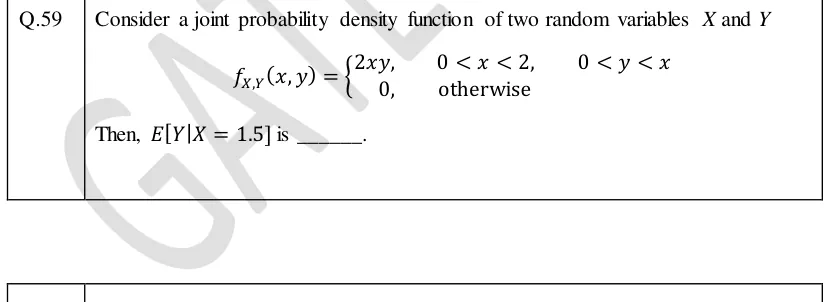 Q.59 Consider a joint probability density function of two random variables X and Y
f_{X,Y}(x, y) = { 2xy, 0 < x < 2, 0 < y < x
0, otherwise
Then, E[Y|X = 1.5] is ______.
GATE